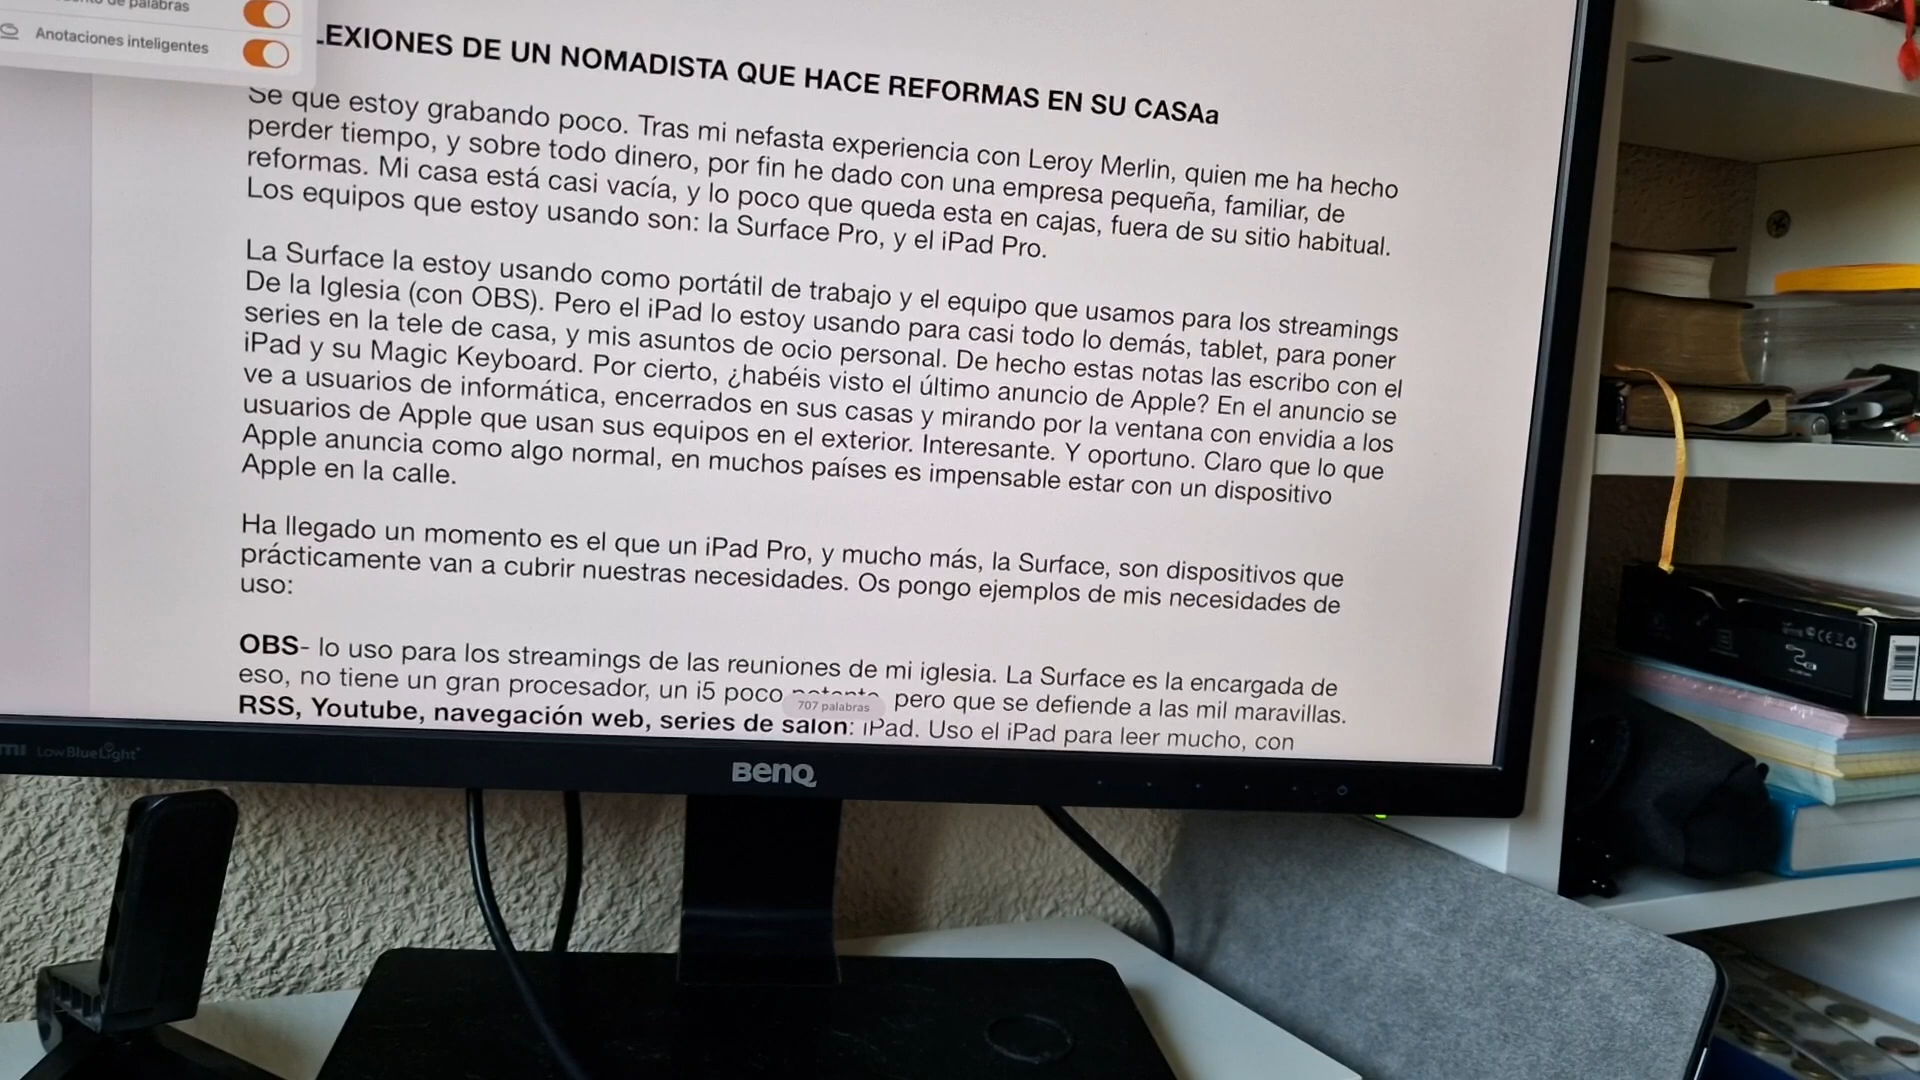 de palabras
Anotaciones inteligentes
LEXIONES DE UN NOMADISTA QUE HACE REFORMAS EN SU CASAa
Se que estoy grabando poco. Tras mi nefasta experiencia con Leroy Merlin, quien me ha hecho
perder tiempo, y sobre todo dinero, por fin he dado con una empresa pequeña, familiar, de
reformas. Mi casa está casi vacía, y lo poco que queda esta en cajas, fuera de su sitio habitual.
Los equipos que estoy usando son: la Surface Pro, y el iPad Pro.
La Surface la estoy usando como portátil de trabajo y el equipo que usamos para los streamings
De la Iglesia (con OBS). Pero el iPad lo estoy usando para casi todo lo demás, tablet, para poner
series en la tele de casa, y mis asuntos de ocio personal. De hecho estas notas las escribo con el
iPad y su Magic Keyboard. Por cierto, ¿habéis visto el último anuncio de Apple? En el anuncio se
ve a usuarios de informática, encerrados en sus casas y mirando por la ventana con envidia a los
usuarios de Apple que usan sus equipos en el exterior. Interesante. Y oportuno. Claro que lo que
Apple anuncia como algo normal, en muchos países es impensable estar con un dispositivo
Apple en la calle.
Ha llegado un momento es el que un iPad Pro, y mucho más, la Surface, son dispositivos que
prácticamente van a cubrir nuestras necesidades. Os pongo ejemplos de mis necesidades de
uso:
OBS- lo uso para los streamings de las reuniones de mi iglesia. La Surface es la encargada de
eso, no tiene un gran procesador, un i5 poco potente, pero que se defiende a las mil maravillas.
707 palabras
RSS, Youtube, navegación web, series de salon: iPad. Uso el iPad para leer mucho, con
Low Blue Light
BenQ